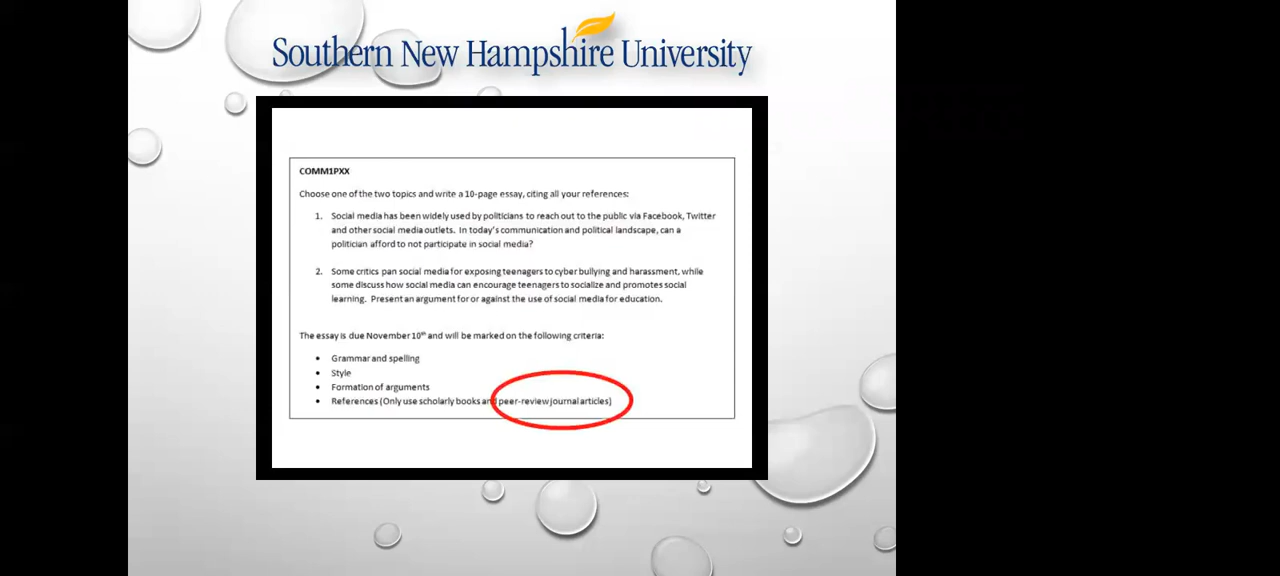 Southern New Hampshire University
COMM1PXX
Choose one of the two topics and write a 10-page essay, citing all your references:
1. Social media has been widely used by politicians to reach out to the public via Facebook, Twitter
and other social media outlets. In today's communication and political landscape, can a
politician afford to not participate in social media?
2. Some critics pan social media for exposing teenagers to cyber bullying and harassment, while
some discuss how social media can encourage teenagers to socialize and promotes social
learning. Present an argument for or against the use of social media for education.
The essay is due November 10th and will be marked on the following criteria:
• Grammar and spelling
• Style
• Formation of arguments
• References (Only use scholarly books and peer-review journal articles)